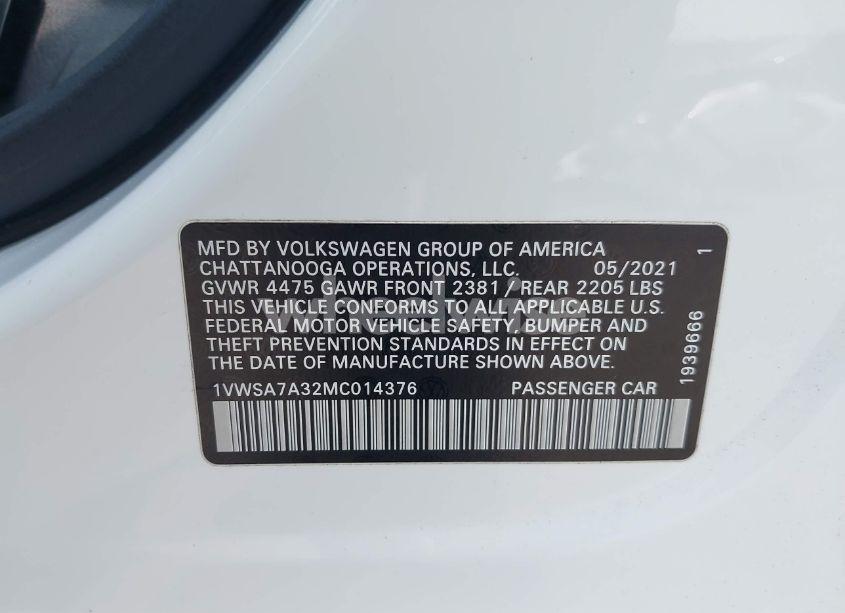 MFD BY VOLKSWAGEN GROUP OF AMERICA
CHATTANOOGA OPERATIONS, LLC. 05/2021
GVWR 4475 GAWR FRONT 2381/REAR 2205 LBS
THIS VEHICLE CONFORMS TO ALL APPLICABLE U.S.
FEDERAL MOTOR VEHICLE SAFETY, BUMPER AND
THEFT PREVENTION STANDARDS IN EFFECT ON
THE DATE OF MANUFACTURE SHOWN ABOVE.
1VWSA7A32MC014376 PASSENGER CAR
1939666 1